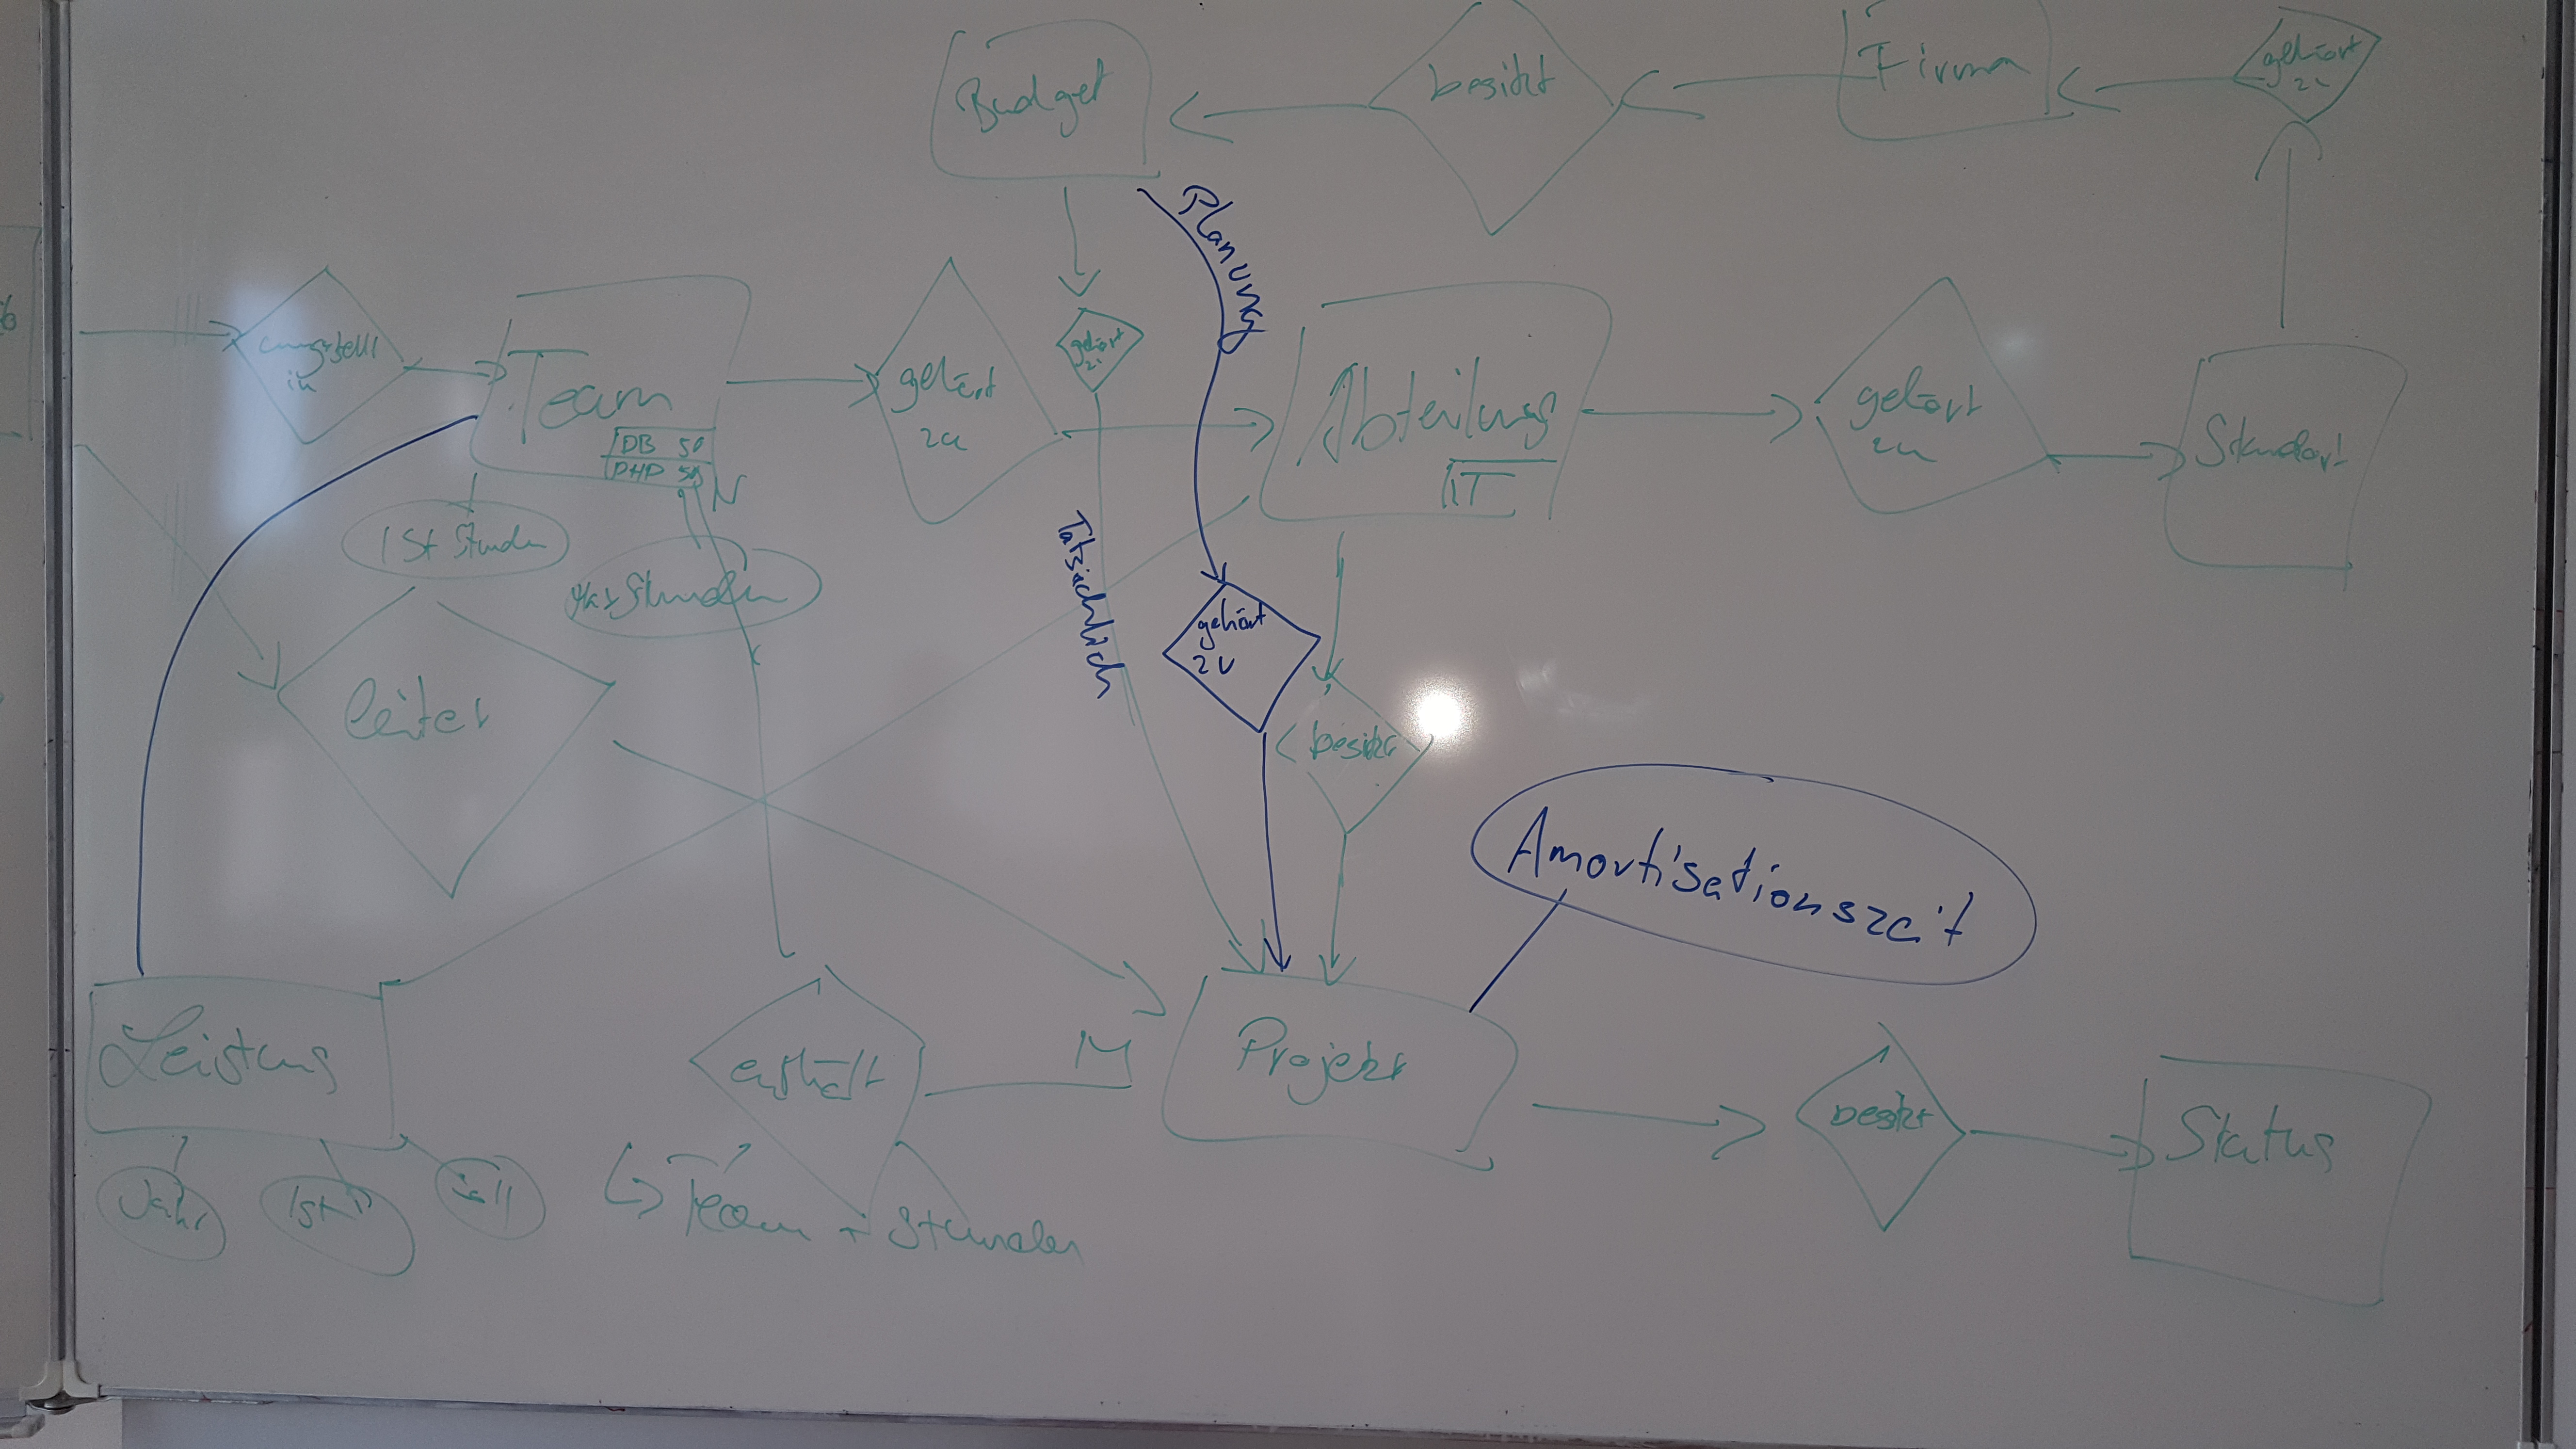 Budget
besitzt
Firma
gehört
zu
Planung
angestellt
in
Team
DB 50
PHP 50
N
gehört
zu
gehört
zu
Abteilung
IT
gehört
zu
Standort
Ist Stunden
Max Stunden
Tatsächlich
gehört
zu
leitet
besitzt
Amortisationszeit
Leistung
enthält
M
Projekt
besitzt
Status
Jahr
Ist
Soll
Team + Stunden